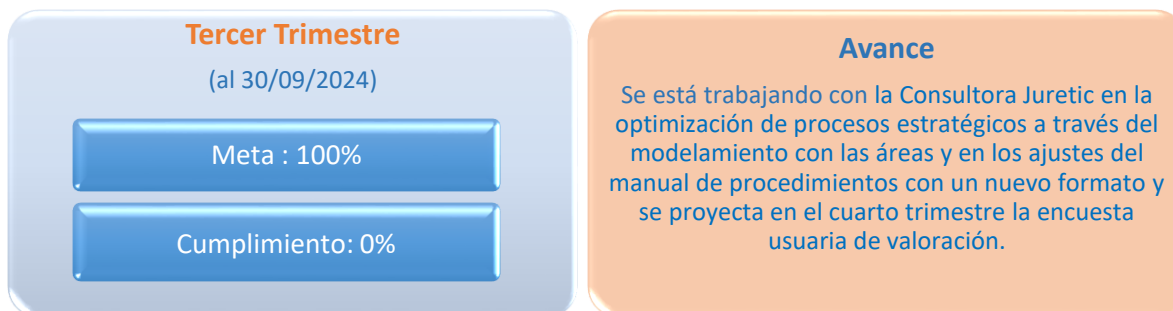 Tercer Trimestre
(al 30/09/2024)
Meta : 100%
Cumplimiento: 0%
Avance
Se está trabajando con la Consultora Juretic en la
optimización de procesos estratégicos a través del
modelamiento con las áreas y en los ajustes del
manual de procedimientos con un nuevo formato y
se proyecta en el cuarto trimestre la encuesta
usuaria de valoración.